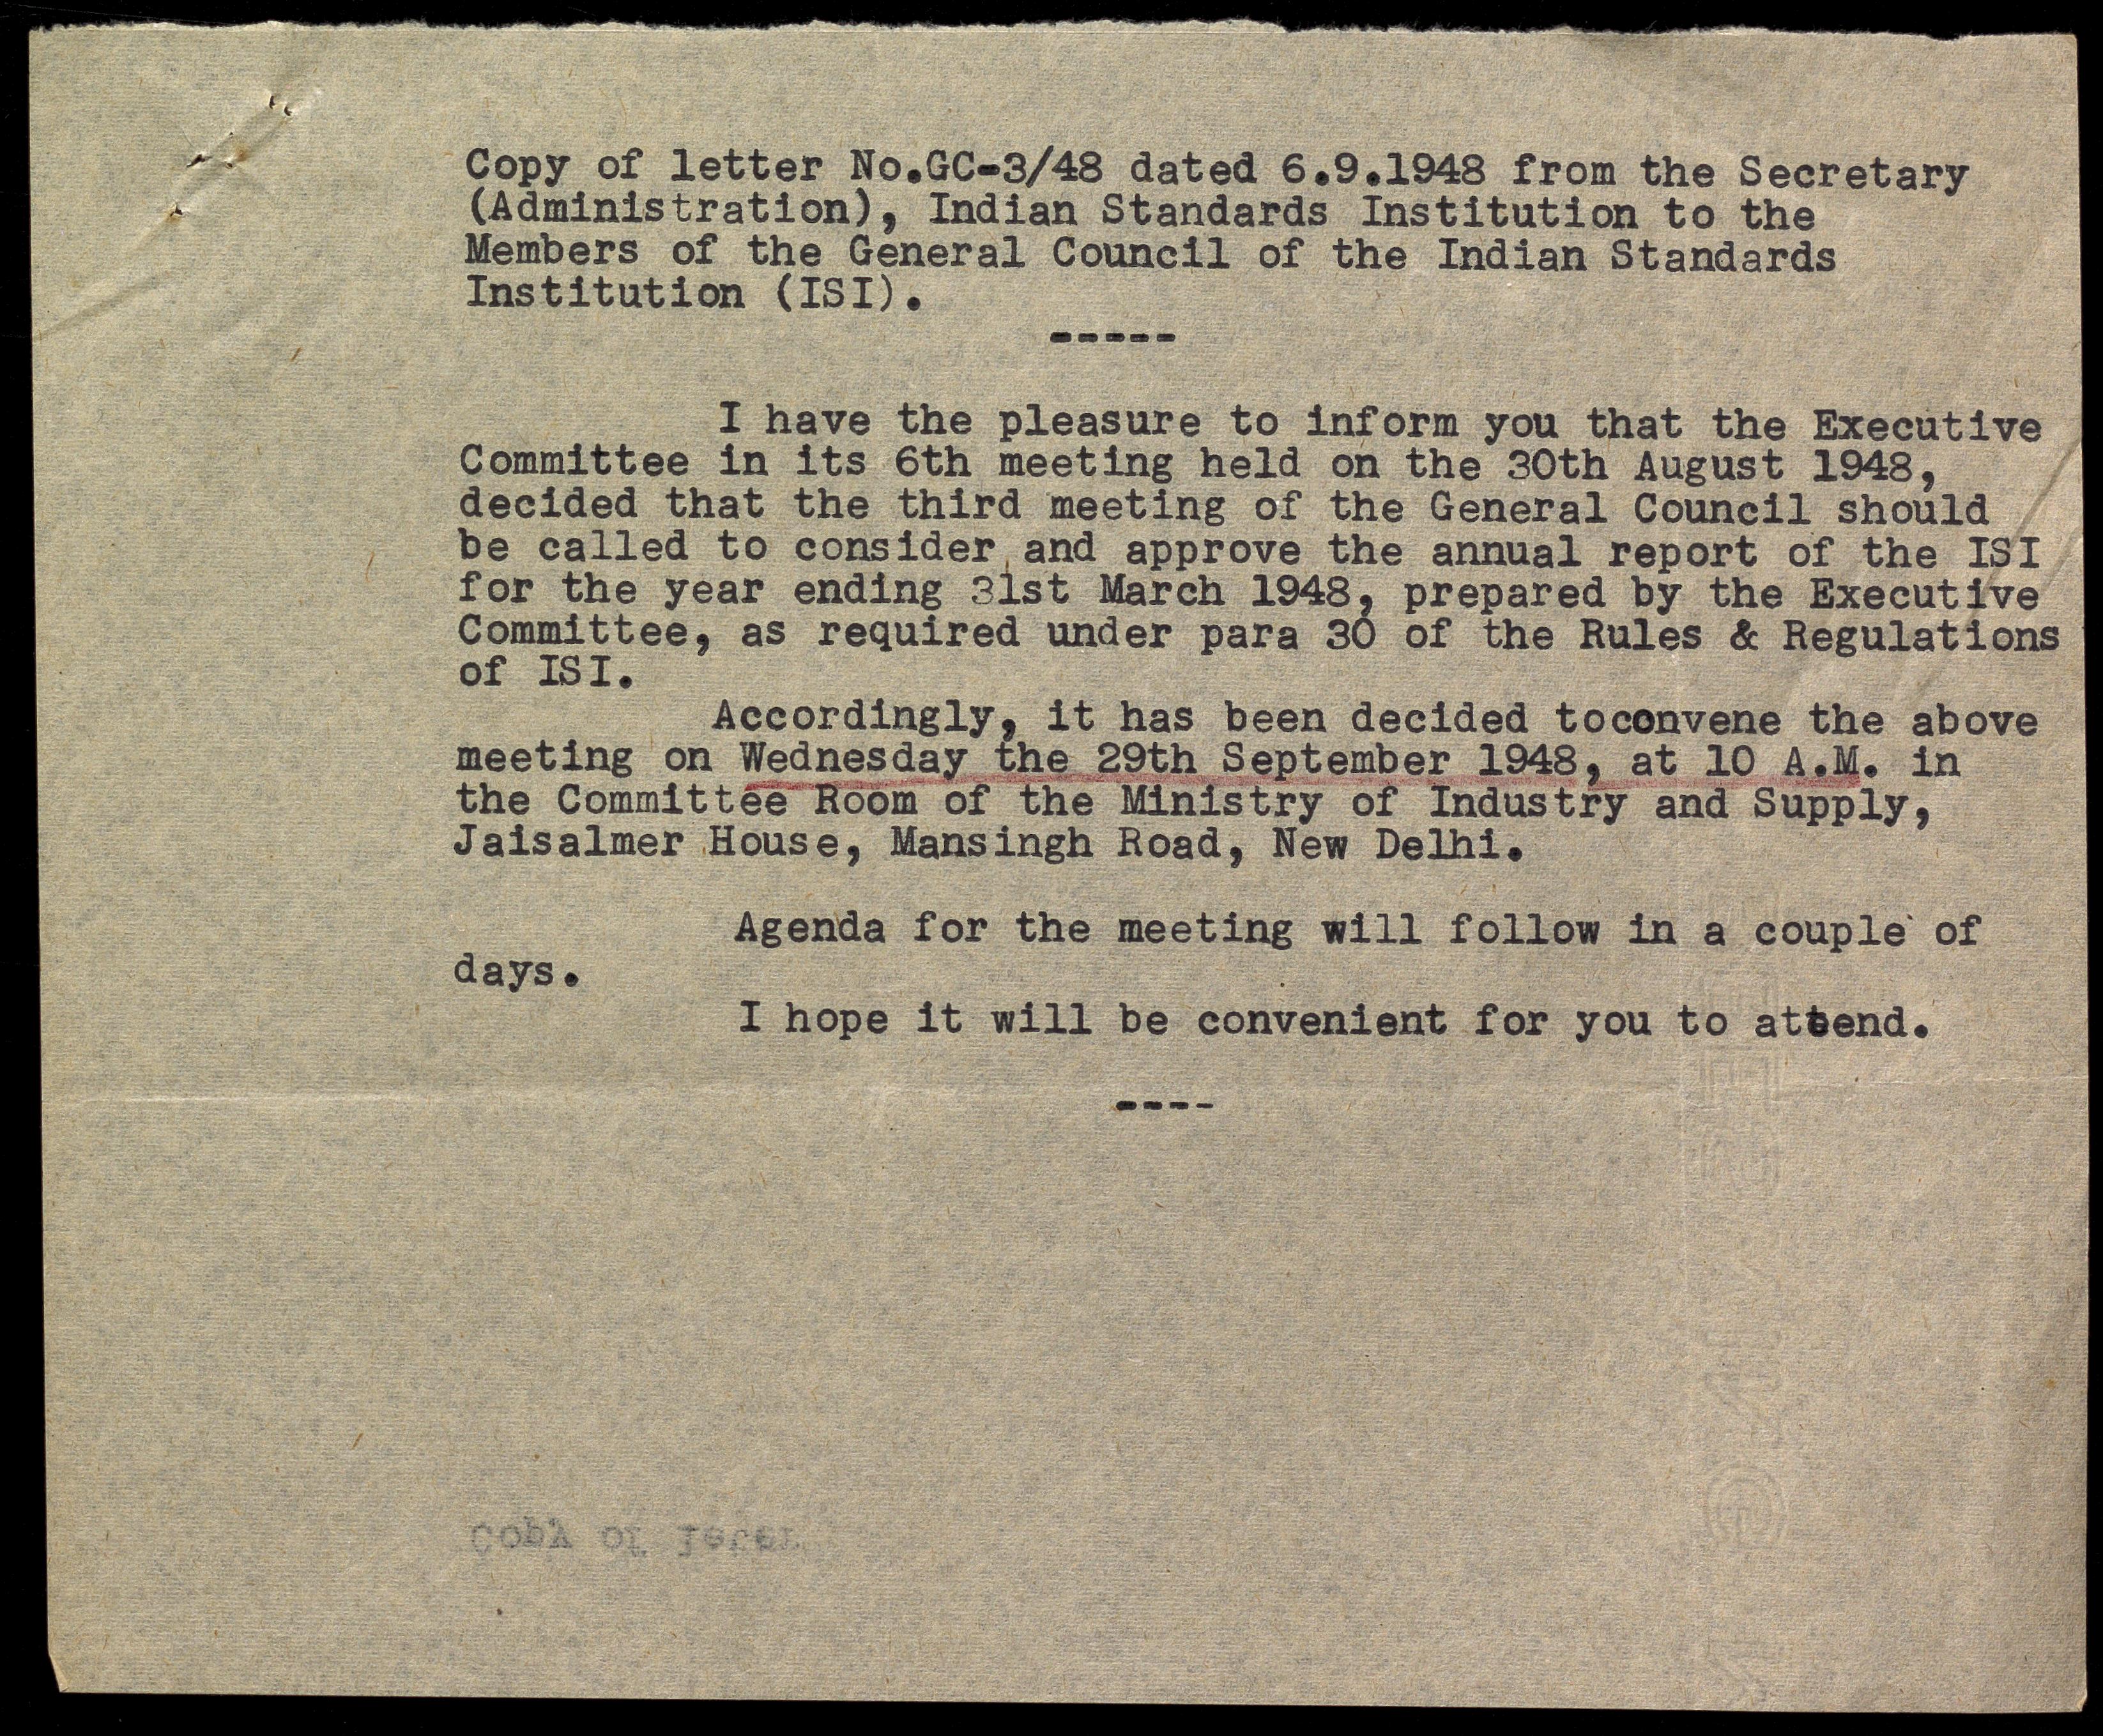 Copy of letter No.GC-3/48 dated 6.9.1948 from the Secretary
(Administration), Indian Standards Institution to the
Members of the General Council of the Indian Standards
Institution (ISI).
-----
I have the pleasure to inform you that the Executive
Committee in its 6th meeting held on the 30th August 1948,
decided that the third meeting of the General Council should
be called to consider and approve the annual report of the ISI
for the year ending 31st March 1948, prepared by the Executive
Committee, as required under para 30 of the Rules & Regulations
of ISI.
Accordingly, it has been decided toconvene the above
meeting on Wednesday the 29th September 1948, at 10 A.M. in
the Committee Room of the Ministry of Industry and Supply,
Jaisalmer House, Mansingh Road, New Delhi.
Agenda for the meeting will follow in a couple of
days.
I hope it will be convenient for you to attend.
----
Copy of